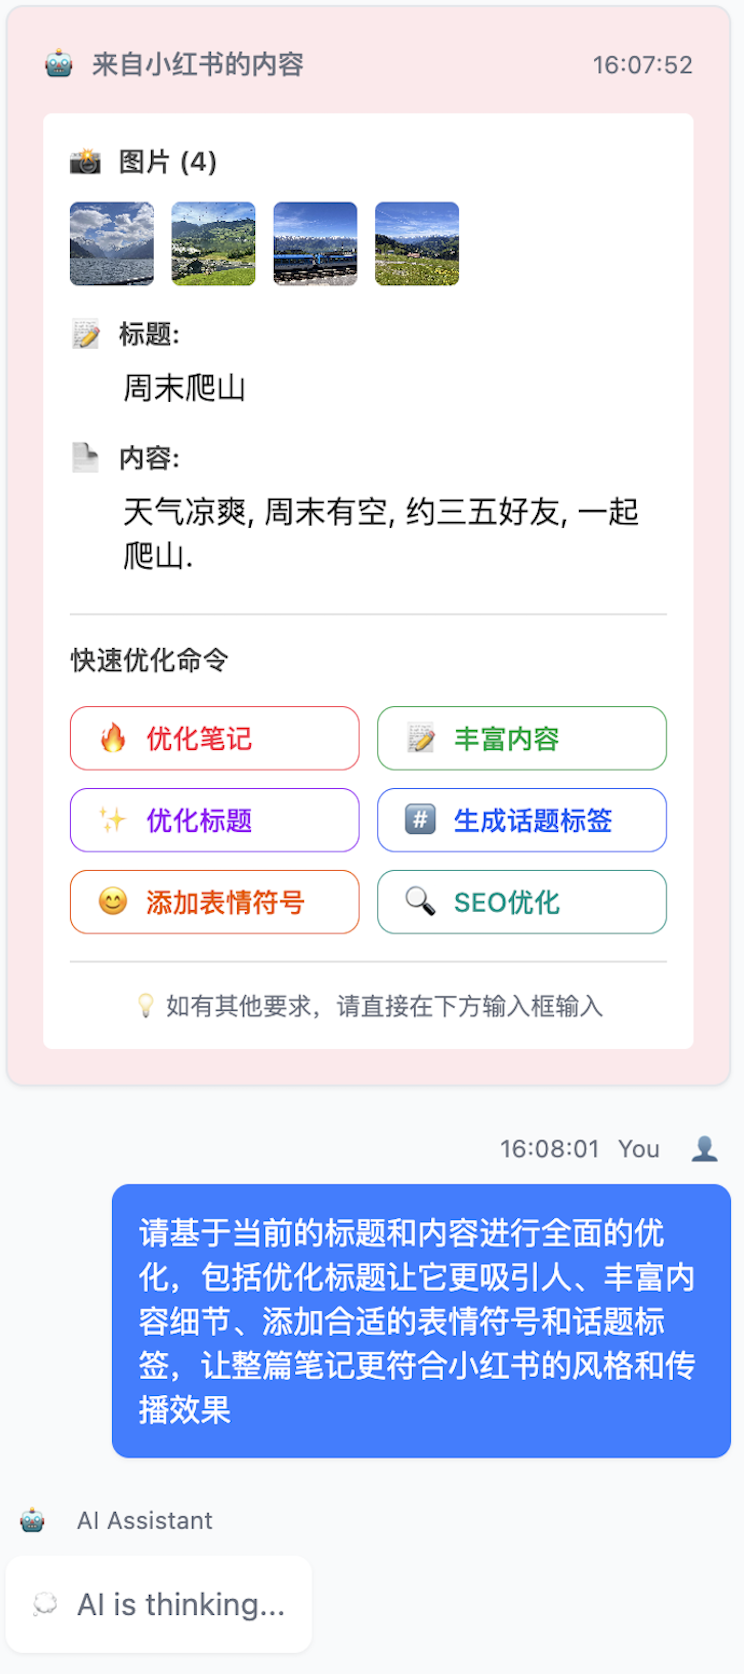 来自小红书的内容 16:07:52
图片 (4)
标题:
周末爬山
内容:
天气凉爽, 周末有空, 约三五好友, 一起
爬山.
快速优化命令
优化笔记 丰富内容
优化标题 # 生成话题标签
添加表情符号 SEO优化
如有其他要求，请直接在下方输入框输入
16:08:01 You
请基于当前的标题和内容进行全面的优
化，包括优化标题让它更吸引人、丰富内
容细节、添加合适的表情符号和话题标
签，让整篇笔记更符合小红书的风格和传
播效果
AI Assistant
AI is thinking...